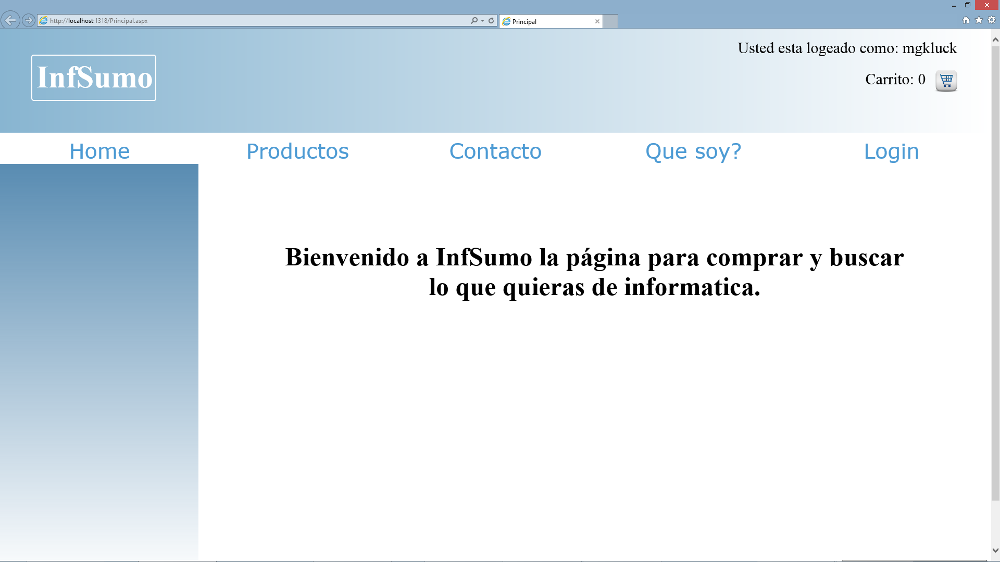 http://localhost:1318/Principal.aspx
Principal
Usted esta logeado como: mgkluck
InfSumo
Carrito: 0
Home
Productos
Contacto
Que soy?
Login
Bienvenido a InfSumo la página para comprar y buscar
lo que quieras de informatica.